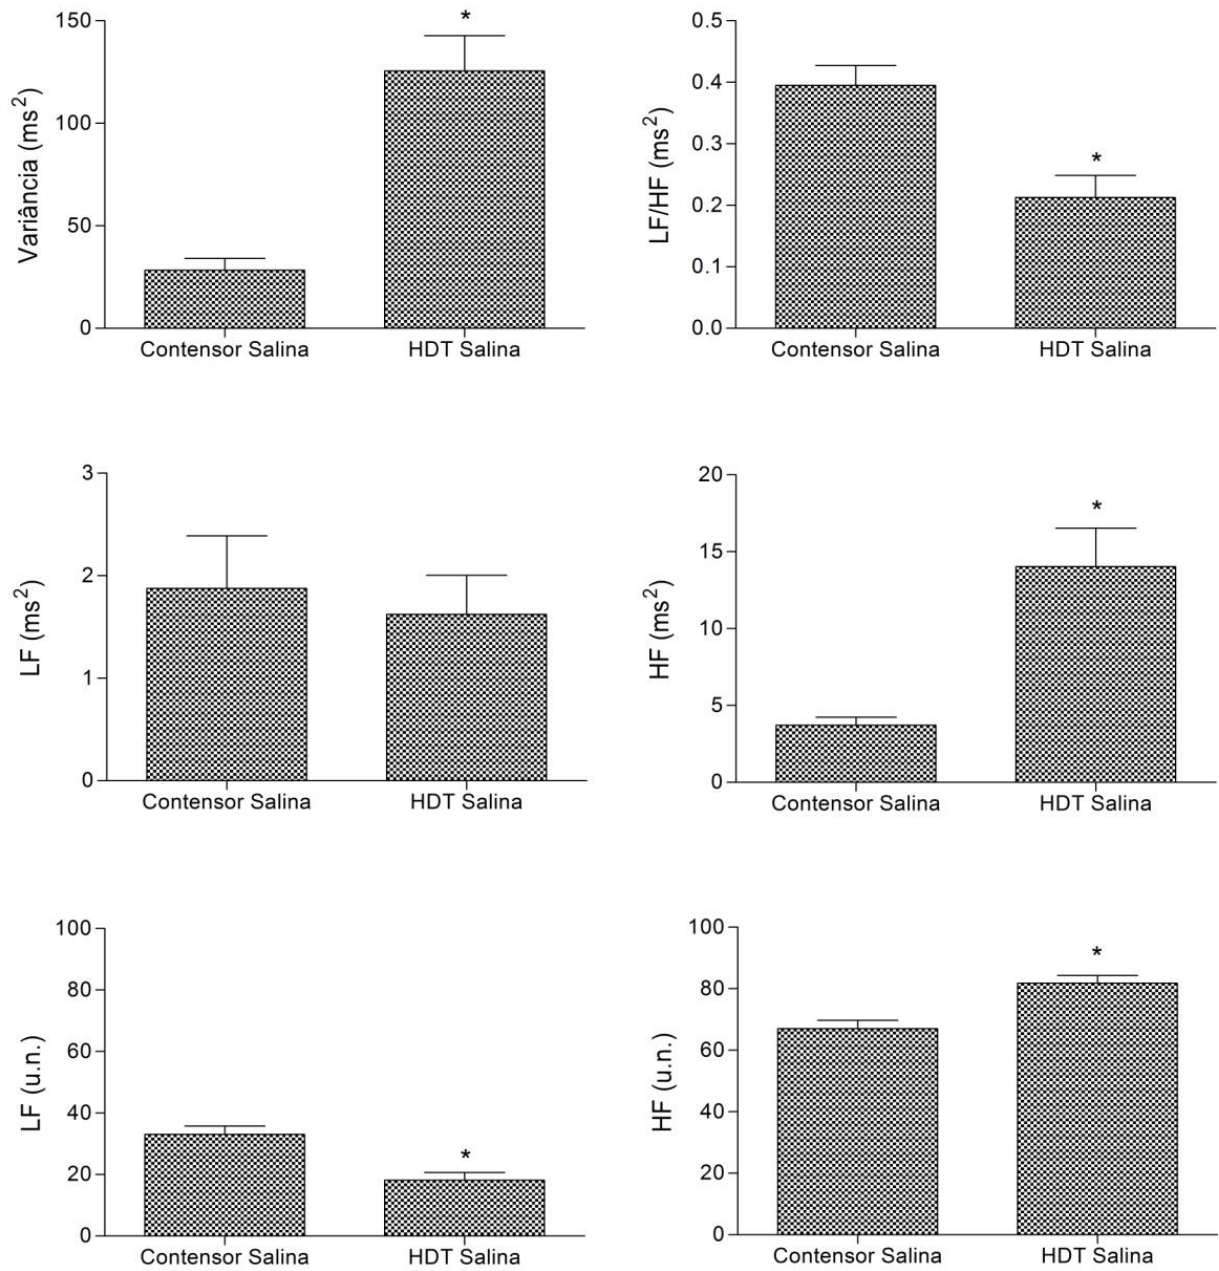 Variância (ms²)
150
100
50
0
*
Contensor Salina
HDT Salina
LF/HF (ms²)
0.5
0.4
0.3
0.2
0.1
0.0
*
Contensor Salina
HDT Salina
LF (ms²)
3
2
1
0
Contensor Salina
HDT Salina
HF (ms²)
20
15
10
5
0
*
Contensor Salina
HDT Salina
LF (u.n.)
100
80
60
40
20
0
*
Contensor Salina
HDT Salina
HF (u.n.)
100
80
60
40
20
0
*
Contensor Salina
HDT Salina